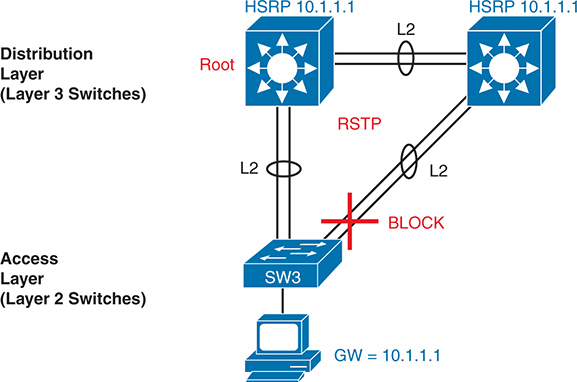 HSRP 10.1.1.1
HSRP 10.1.1.1
L2
Distribution
Layer
(Layer 3 Switches)
Root
RSTP
L2
L2
BLOCK
Access
Layer
(Layer 2 Switches)
SW3
GW = 10.1.1.1